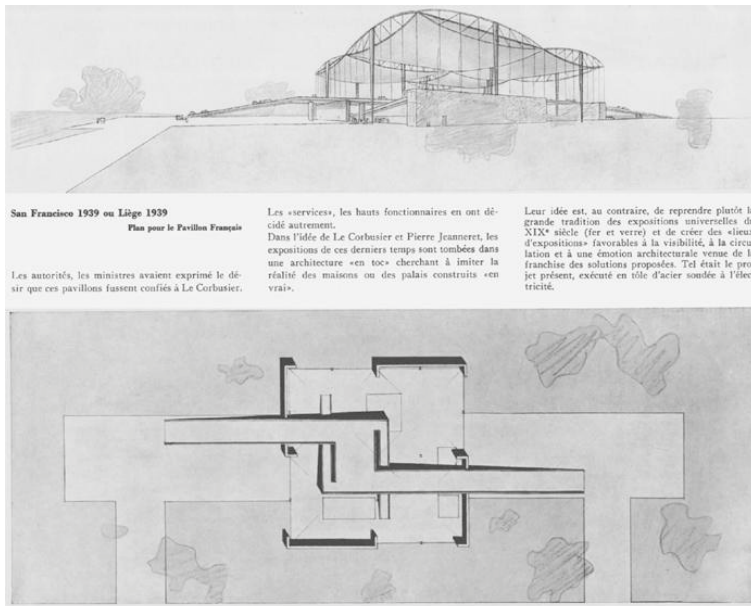 San Francisco 1939 ou Liège 1939
Plan pour le Pavillon Français
Les autorités, les ministres avaient exprimé le dé-
sir que ces pavillons fussent confiés à Le Corbusier.
Les «services», les hauts fonctionnaires en ont dé-
cidé autrement.
Dans l'idée de Le Corbusier et Pierre Jeanneret, les
expositions de ces derniers temps sont tombées dans
une architecture «en toc» cherchant à imiter la
réalité des maisons ou des palais construits «en
vrai».
Leur idée est, au contraire, de reprendre plutôt
grande tradition des expositions universelles
XIXᵉ siècle (fer et verre) et de créer des «lieux
d'expositions» favorables à la visibilité, à la circu
lation et à une émotion architecturale venue de
franchise des solutions proposées. Tel était le pro
jet présent, exécuté en tôle d'acier soudée à l'élec
tricité.